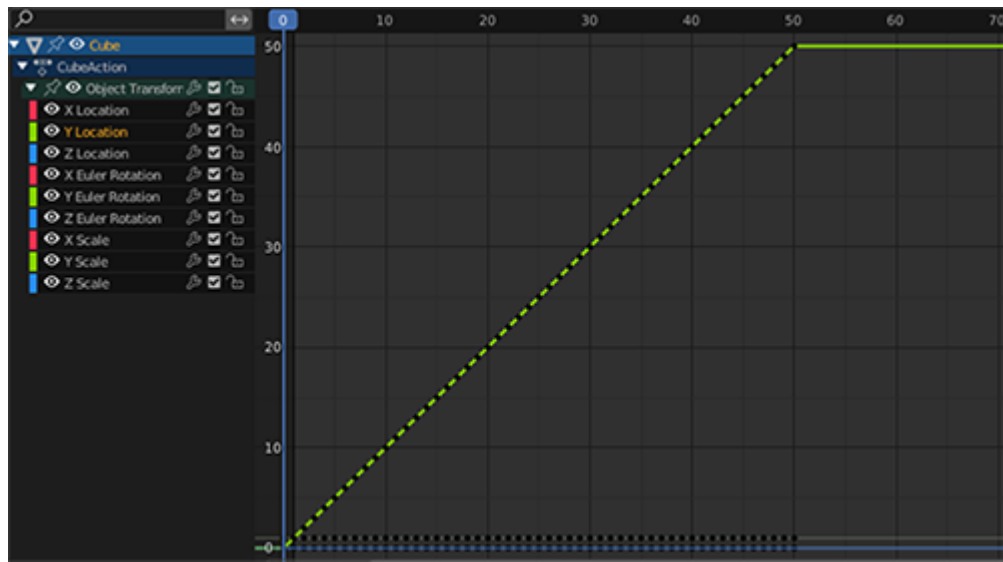 0 10 20 30 40 50 60 70
Cube
50
CubeAction
Object Transforr
X Location
Y Location
40
Z Location
X Euler Rotation
Y Euler Rotation
Z Euler Rotation
X Scale
30
Y Scale
Z Scale
20
10
0